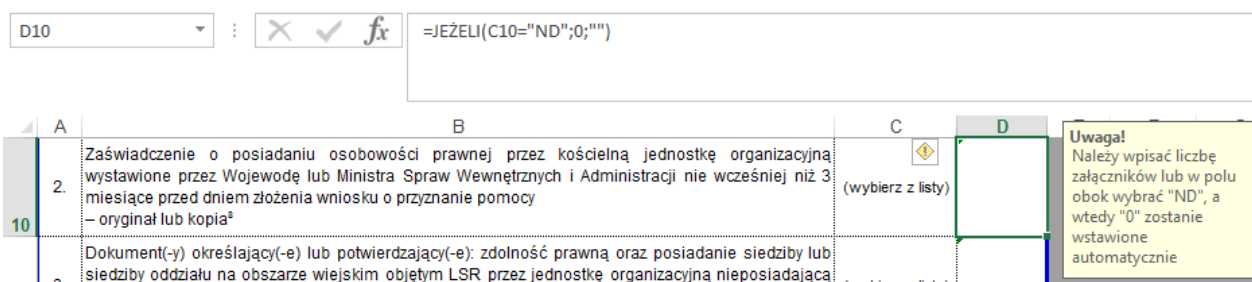 D10
fx
=JEŻELI(C10="ND";0;"")
A B C D
10
2.
Zaświadczenie o posiadaniu osobowości prawnej przez kościelną jednostkę organizacyjną
wystawione przez Wojewodę lub Ministra Spraw Wewnętrznych i Administracji nie wcześniej niż 3
miesiące przed dniem złożenia wniosku o przyznanie pomocy
– oryginał lub kopia⁸
(wybierz z listy)
Uwaga!
Należy wpisać liczbę
załączników lub w polu
obok wybrać "ND", a
wtedy "0" zostanie
wstawione
automatycznie
Dokument(-y) określający(-e) lub potwierdzający(-e): zdolność prawną oraz posiadanie siedziby lub
siedziby oddziału na obszarze wiejskim objętym LSR przez jednostkę organizacyjną nieposiadającą